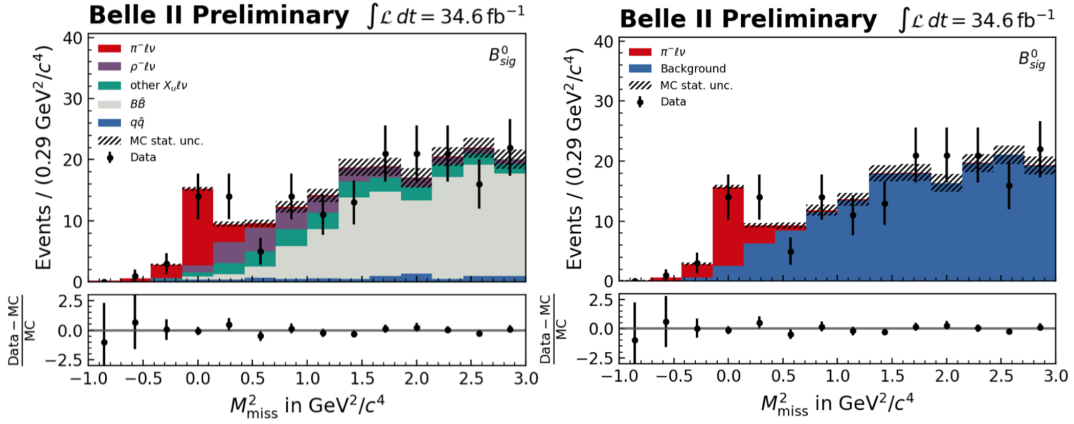 Belle II Preliminary ∫ℒ dt = 34.6 fb⁻¹
Events / (0.29 GeV²/c⁴)
40
30
20
10
0
π⁻ℓν
ρ⁻ℓν
other Xᵤℓν
BB̄
qq̄
MC stat. unc.
Data
B⁰sig
Data − MC
MC
2.5
0.0
−2.5
−1.0 −0.5 0.0 0.5 1.0 1.5 2.0 2.5 3.0
M²miss in GeV²/c⁴
Belle II Preliminary ∫ℒ dt = 34.6 fb⁻¹
Events / (0.29 GeV²/c⁴)
40
30
20
10
0
π⁻ℓν
Background
MC stat. unc.
Data
B⁰sig
Data − MC
MC
2.5
0.0
−2.5
−1.0 −0.5 0.0 0.5 1.0 1.5 2.0 2.5 3.0
M²miss in GeV²/c⁴